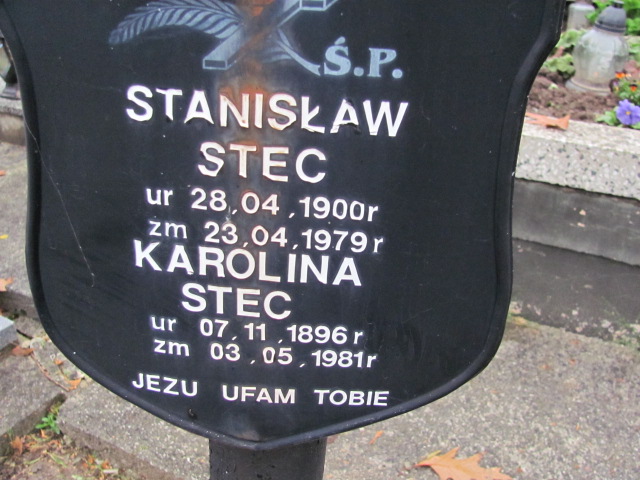 Ś.P.
STANISŁAW
STEC
ur 28.04.1900r
zm 23.04.1979r
KAROLINA
STEC
ur 07.11.1896r
zm 03.05.1981r
JEZU UFAM TOBIE